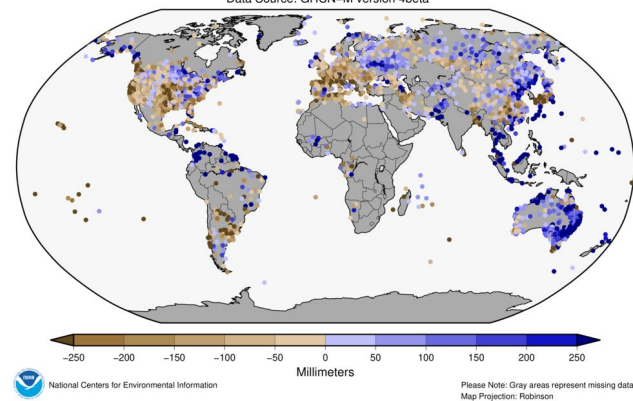 Data Source: GHCN−M version 4beta
−250 −200 −150 −100 −50 0 50 100 150 200 250
Millimeters
NOAA
National Centers for Environmental Information
Please Note: Gray areas represent missing data
Map Projection: Robinson